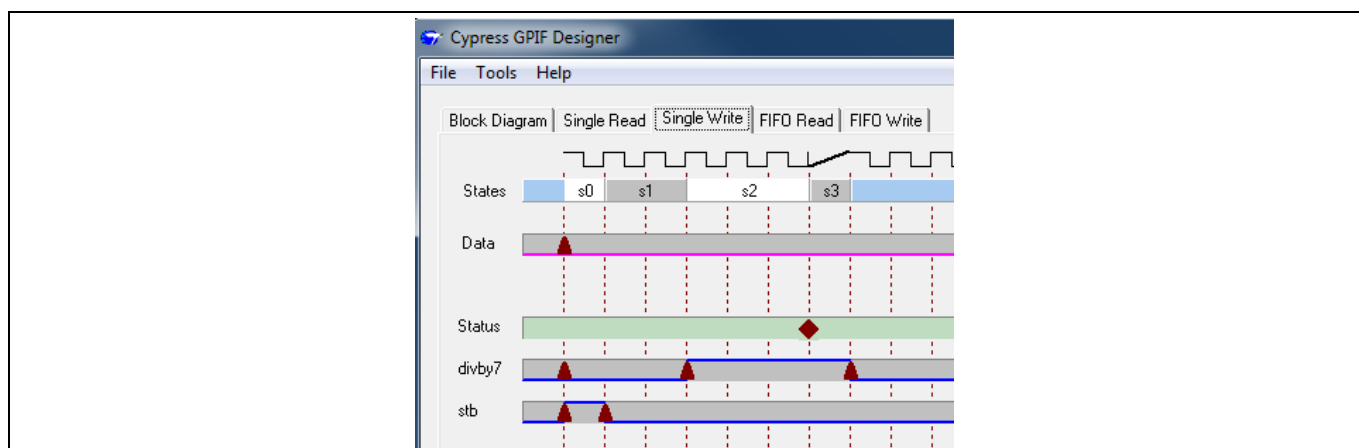 Cypress GPIF Designer
File Tools Help
Block Diagram Single Read Single Write FIFO Read FIFO Write
States s0 s1 s2 s3
Data
Status
divby7
stb